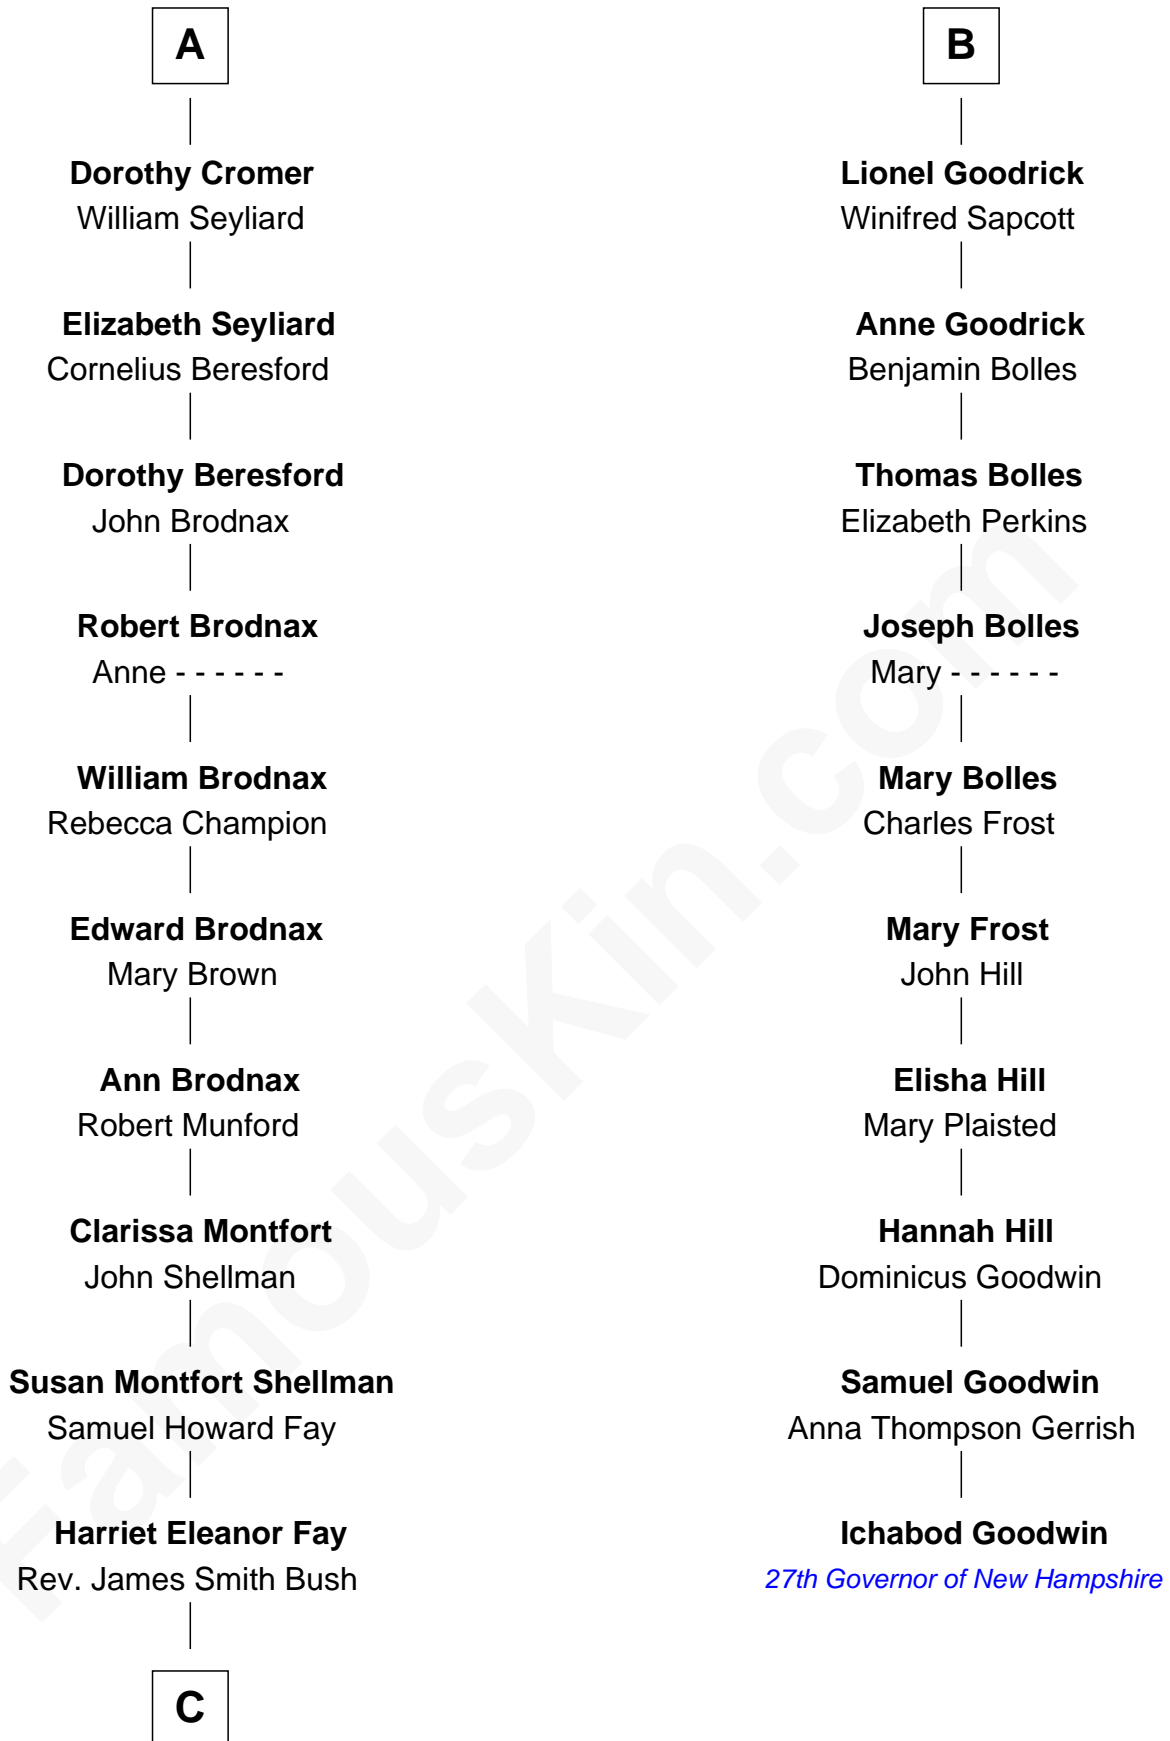 A
Dorothy Cromer
William Seyliard
Elizabeth Seyliard
Cornelius Beresford
Dorothy Beresford
John Brodnax
Robert Brodnax
Anne - - - - - -
William Brodnax
Rebecca Champion
Edward Brodnax
Mary Brown
Ann Brodnax
Robert Munford
Clarissa Montfort
John Shellman
Susan Montfort Shellman
Samuel Howard Fay
Harriet Eleanor Fay
Rev. James Smith Bush
C
B
Lionel Goodrick
Winifred Sapcott
Anne Goodrick
Benjamin Bolles
Thomas Bolles
Elizabeth Perkins
Joseph Bolles
Mary - - - - - -
Mary Bolles
Charles Frost
Mary Frost
John Hill
Elisha Hill
Mary Plaisted
Hannah Hill
Dominicus Goodwin
Samuel Goodwin
Anna Thompson Gerrish
Ichabod Goodwin
27th Governor of New Hampshire
FamousKin.com